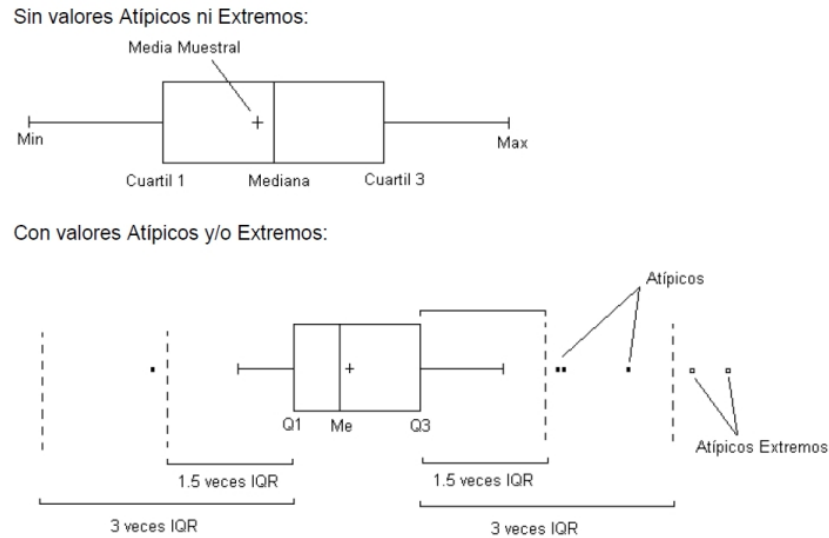 Sin valores Atípicos ni Extremos:
Media Muestral
Min
Max
Cuartil 1
Mediana
Cuartil 3
Con valores Atípicos y/o Extremos:
Atípicos
Q1
Me
Q3
Atípicos Extremos
1.5 veces IQR
1.5 veces IQR
3 veces IQR
3 veces IQR